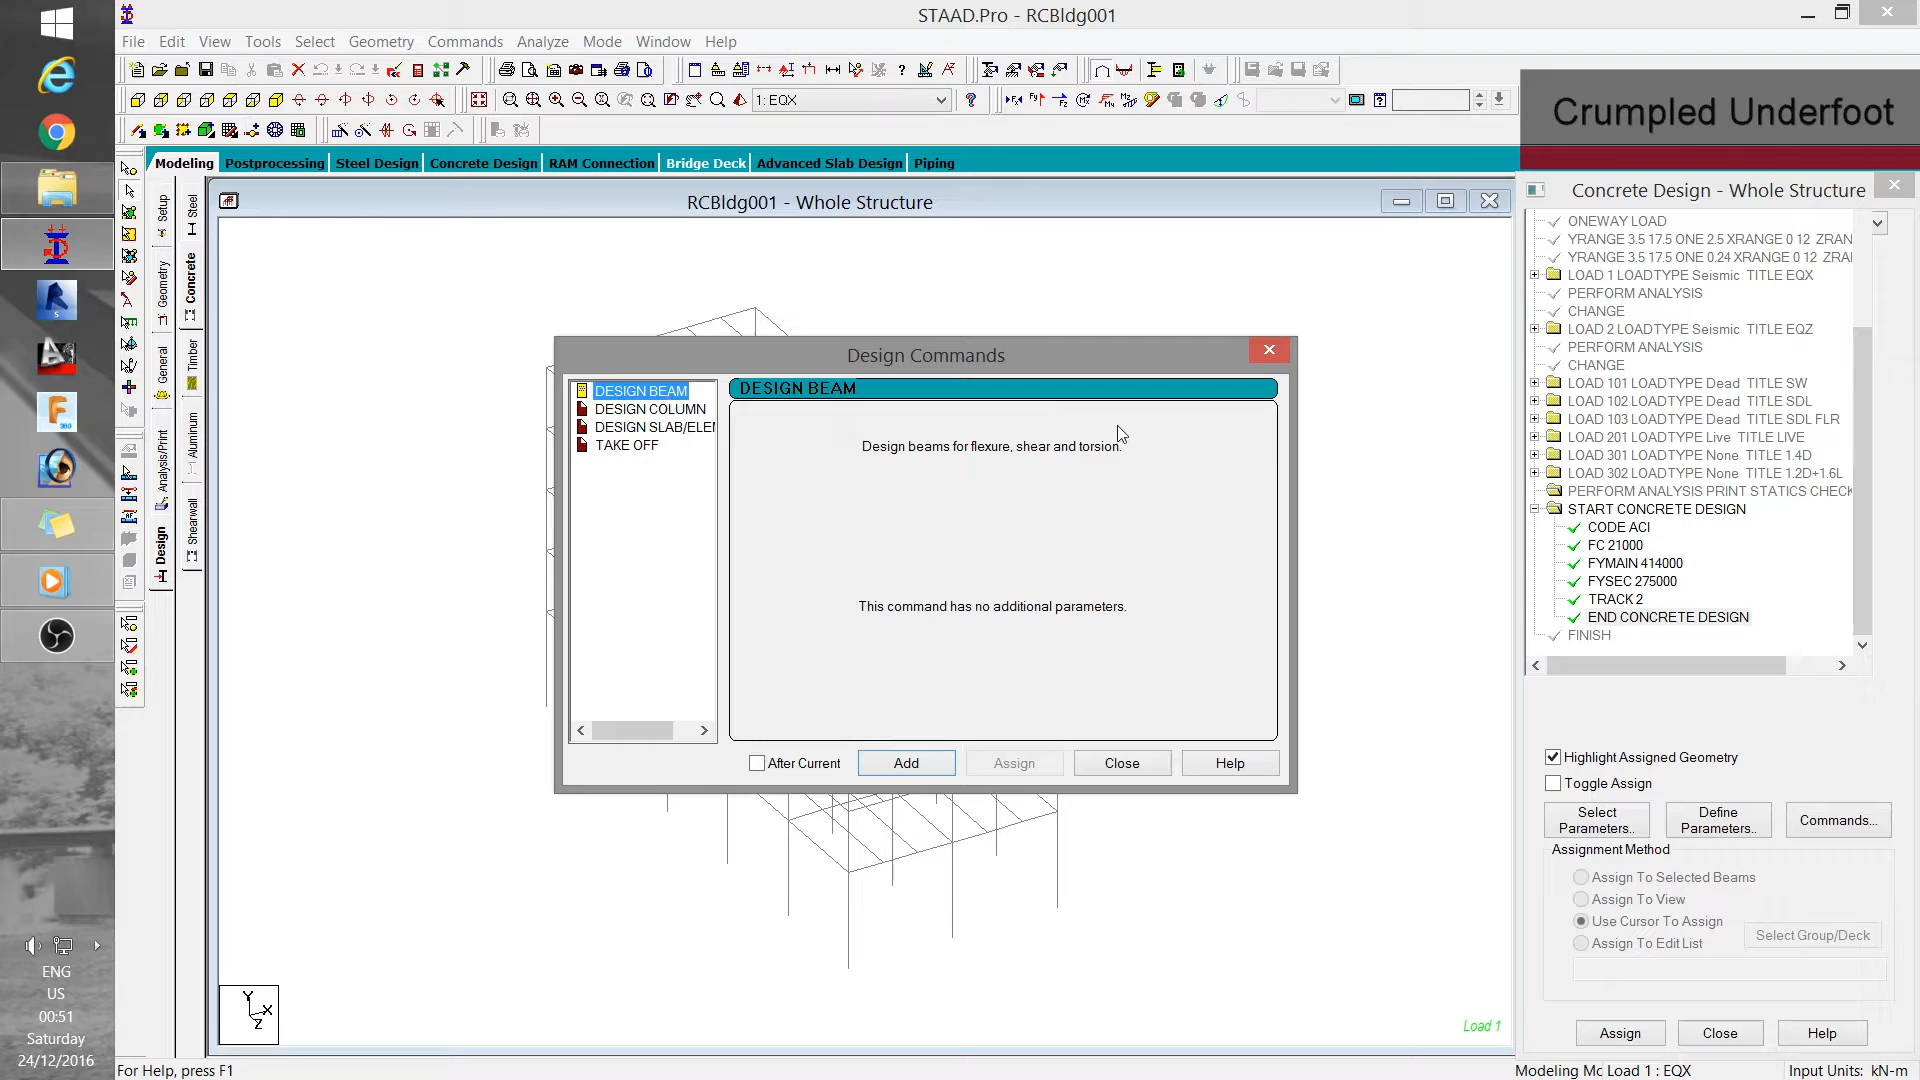 STAAD.Pro - RCBldg001
File Edit View Tools Select Geometry Commands Analyze Mode Window Help
1: EQX
Crumpled Underfoot
Modeling Postprocessing Steel Design Concrete Design RAM Connection Bridge Deck Advanced Slab Design Piping
Setup
Geometry
General
Analysis/Print
Design
Steel
Concrete
Timber
Aluminum
Shearwall
RCBldg001 - Whole Structure
Design Commands
DESIGN BEAM
DESIGN COLUMN
DESIGN SLAB/ELEM
TAKE OFF
DESIGN BEAM
Design beams for flexure, shear and torsion.
This command has no additional parameters.
After Current Add Assign Close Help
Load 1
Concrete Design - Whole Structure
ONEWAY LOAD
YRANGE 3.5 17.5 ONE 2.5 XRANGE 0 12 ZRAN
YRANGE 3.5 17.5 ONE 0.24 XRANGE 0 12 ZRA
LOAD 1 LOADTYPE Seismic TITLE EQX
PERFORM ANALYSIS
CHANGE
LOAD 2 LOADTYPE Seismic TITLE EQZ
PERFORM ANALYSIS
CHANGE
LOAD 101 LOADTYPE Dead TITLE SW
LOAD 102 LOADTYPE Dead TITLE SDL
LOAD 103 LOADTYPE Dead TITLE SDL FLR
LOAD 201 LOADTYPE Live TITLE LIVE
LOAD 301 LOADTYPE None TITLE 1.4D
LOAD 302 LOADTYPE None TITLE 1.2D+1.6L
PERFORM ANALYSIS PRINT STATICS CHECK
START CONCRETE DESIGN
CODE ACI
FC 21000
FYMAIN 414000
FYSEC 275000
TRACK 2
END CONCRETE DESIGN
FINISH
Highlight Assigned Geometry
Toggle Assign
Select Parameters..
Define Parameters..
Commands...
Assignment Method
Assign To Selected Beams
Assign To View
Use Cursor To Assign
Assign To Edit List
Select Group/Deck
Assign Close Help
ENG
US
00:51
Saturday
24/12/2016
Y
X
Z
For Help, press F1
Modeling Mc Load 1 : EQX
Input Units: kN-m